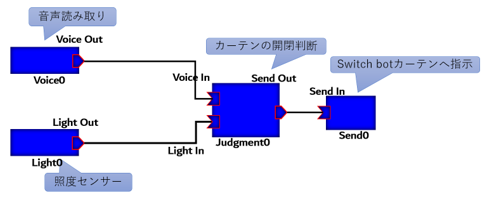 音声読み取り
Voice Out
Voice0
カーテンの開閉判断
Voice In
Send Out
Switch botカーテンへ指示
Send In
Light Out
Light In
Judgment0
Send0
Light0
照度センサー